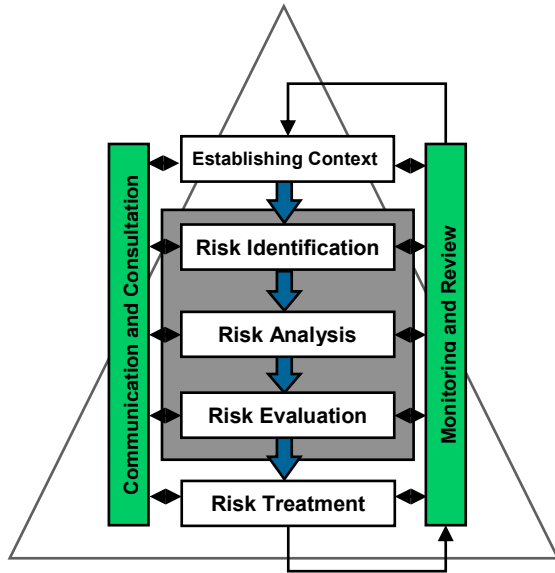 Establishing Context
Communication and Consultation
Monitoring and Review
Risk Identification
Risk Analysis
Risk Evaluation
Risk Treatment